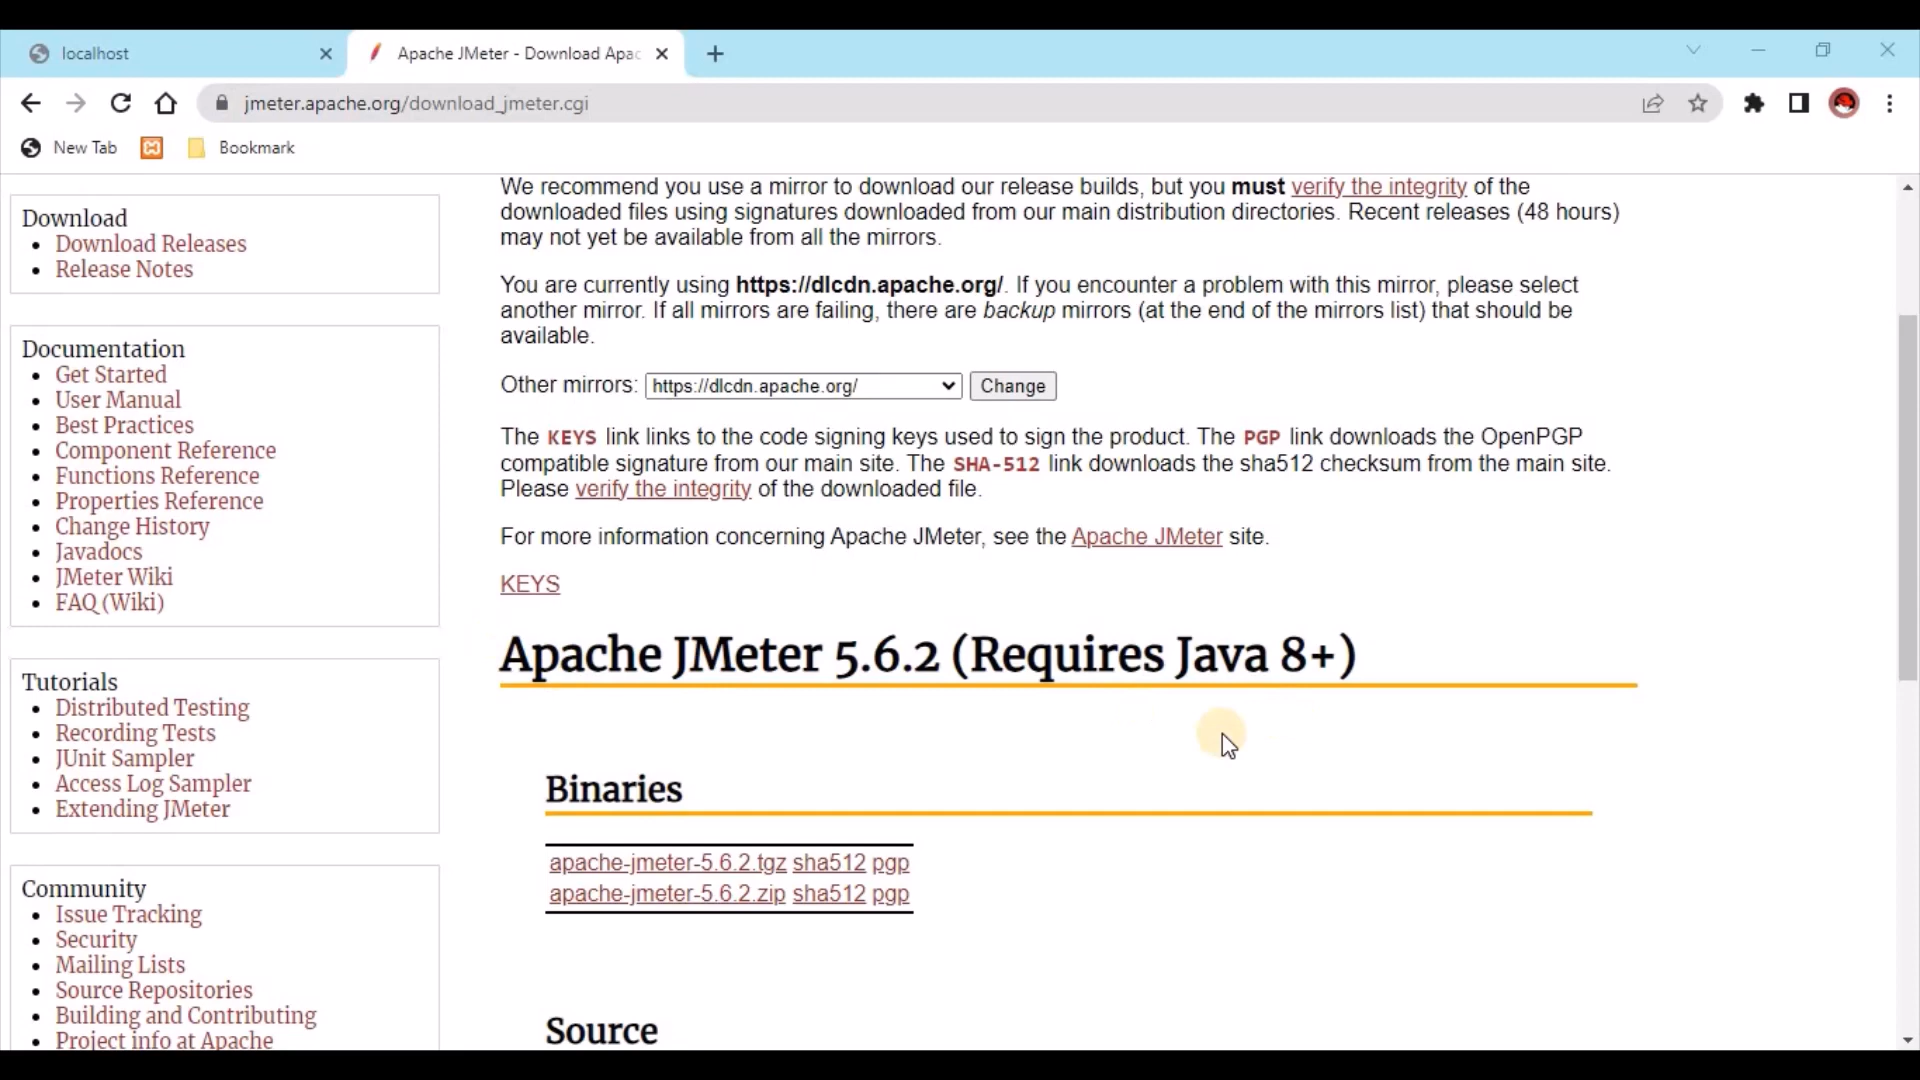 localhost
Apache JMeter - Download Apac
jmeter.apache.org/download_jmeter.cgi
New Tab
Bookmark
Download
Download Releases
Release Notes
Documentation
Get Started
User Manual
Best Practices
Component Reference
Functions Reference
Properties Reference
Change History
Javadocs
JMeter Wiki
FAQ (Wiki)
Tutorials
Distributed Testing
Recording Tests
JUnit Sampler
Access Log Sampler
Extending JMeter
Community
Issue Tracking
Security
Mailing Lists
Source Repositories
Building and Contributing
Project info at Apache
We recommend you use a mirror to download our release builds, but you must verify the integrity of the
downloaded files using signatures downloaded from our main distribution directories. Recent releases (48 hours)
may not yet be available from all the mirrors.
You are currently using https://dlcdn.apache.org/. If you encounter a problem with this mirror, please select
another mirror. If all mirrors are failing, there are backup mirrors (at the end of the mirrors list) that should be
available.
Other mirrors: https://dlcdn.apache.org/ Change
The KEYS link links to the code signing keys used to sign the product. The PGP link downloads the OpenPGP
compatible signature from our main site. The SHA-512 link downloads the sha512 checksum from the main site.
Please verify the integrity of the downloaded file.
For more information concerning Apache JMeter, see the Apache JMeter site.
KEYS
Apache JMeter 5.6.2 (Requires Java 8+)
Binaries
apache-jmeter-5.6.2.tgz sha512 pgp
apache-jmeter-5.6.2.zip sha512 pgp
Source